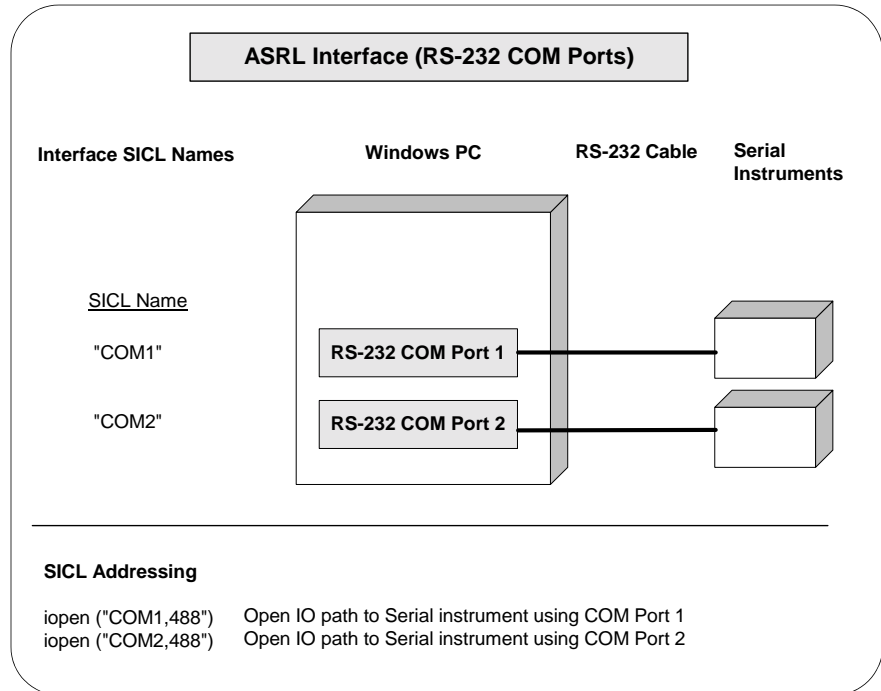 ASRL Interface (RS-232 COM Ports)
Interface SICL Names
Windows PC
RS-232 Cable
Serial
Instruments
SICL Name
"COM1"
RS-232 COM Port 1
"COM2"
RS-232 COM Port 2
SICL Addressing
iopen ("COM1,488") Open IO path to Serial instrument using COM Port 1
iopen ("COM2,488") Open IO path to Serial instrument using COM Port 2